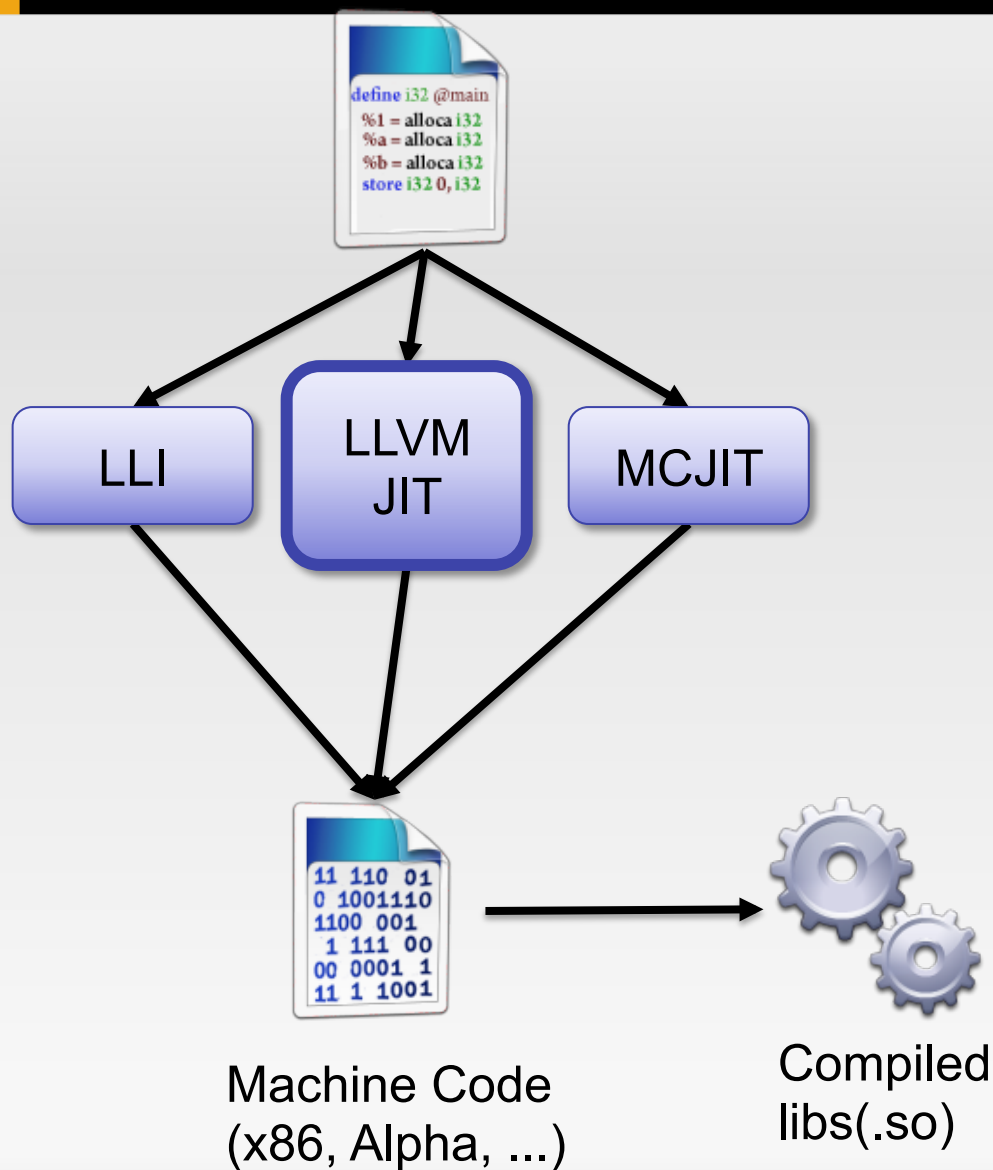 define i32 @main
%1 = alloca i32
%a = alloca i32
%b = alloca i32
store i32 0, i32
LLI
LLVM
JIT
MCJIT
11 110 01
0 1001110
1100 001
1 111 00
00 0001 1
11 1 1001
Machine Code
(x86, Alpha, ...)
Compiled
libs(.so)